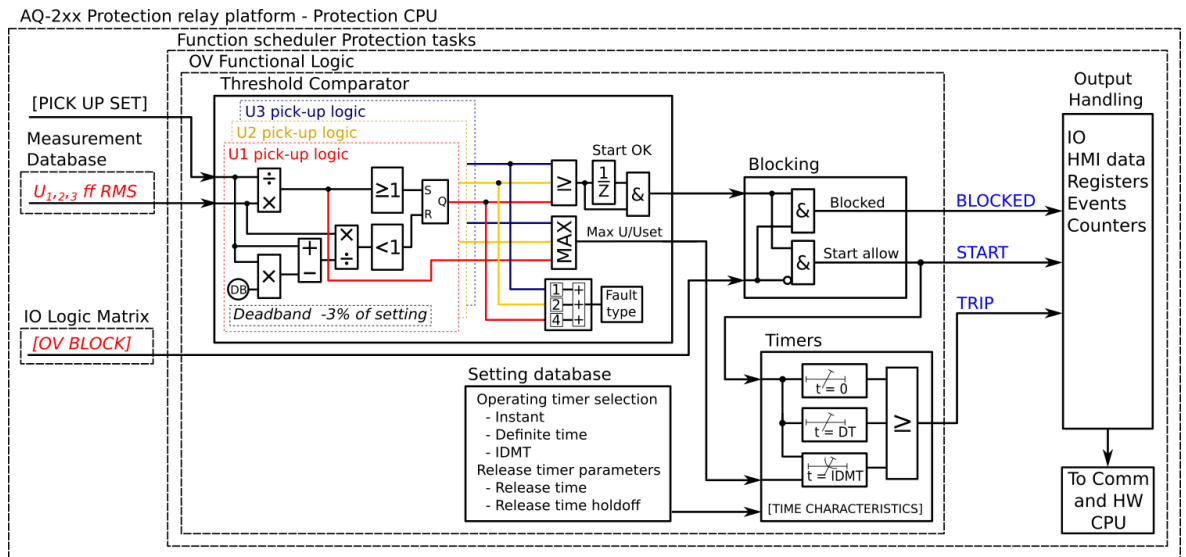 AQ-2xx Protection relay platform - Protection CPU
Function scheduler Protection tasks
OV Functional Logic
Threshold Comparator
[PICK UP SET]
Measurement
Database
U1,2,3 ff RMS
IO Logic Matrix
[OV BLOCK]
U3 pick-up logic
U2 pick-up logic
U1 pick-up logic
÷
×
≥1
S
Q
R
×
÷
<1
+
−
×
DB
Deadband -3% of setting
≥
Start OK
1
Z
&
MAX
Max U/Uset
1 +
2 +
4 +
Fault
type
Blocking
&
Blocked
&
Start allow
BLOCKED
START
TRIP
Output
Handling
IO
HMI data
Registers
Events
Counters
To Comm
and HW
CPU
Setting database
Operating timer selection
- Instant
- Definite time
- IDMT
Release timer parameters
- Release time
- Release time holdoff
Timers
t = 0
t = DT
t = IDMT
≥
[TIME CHARACTERISTICS]